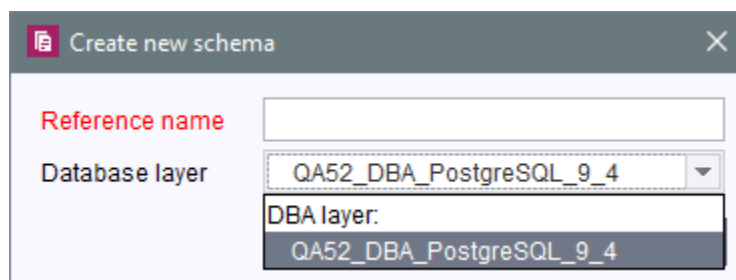 Create new schema
Reference name
Database layer QA52_DBA_PostgreSQL_9_4
DBA layer:
QA52_DBA_PostgreSQL_9_4